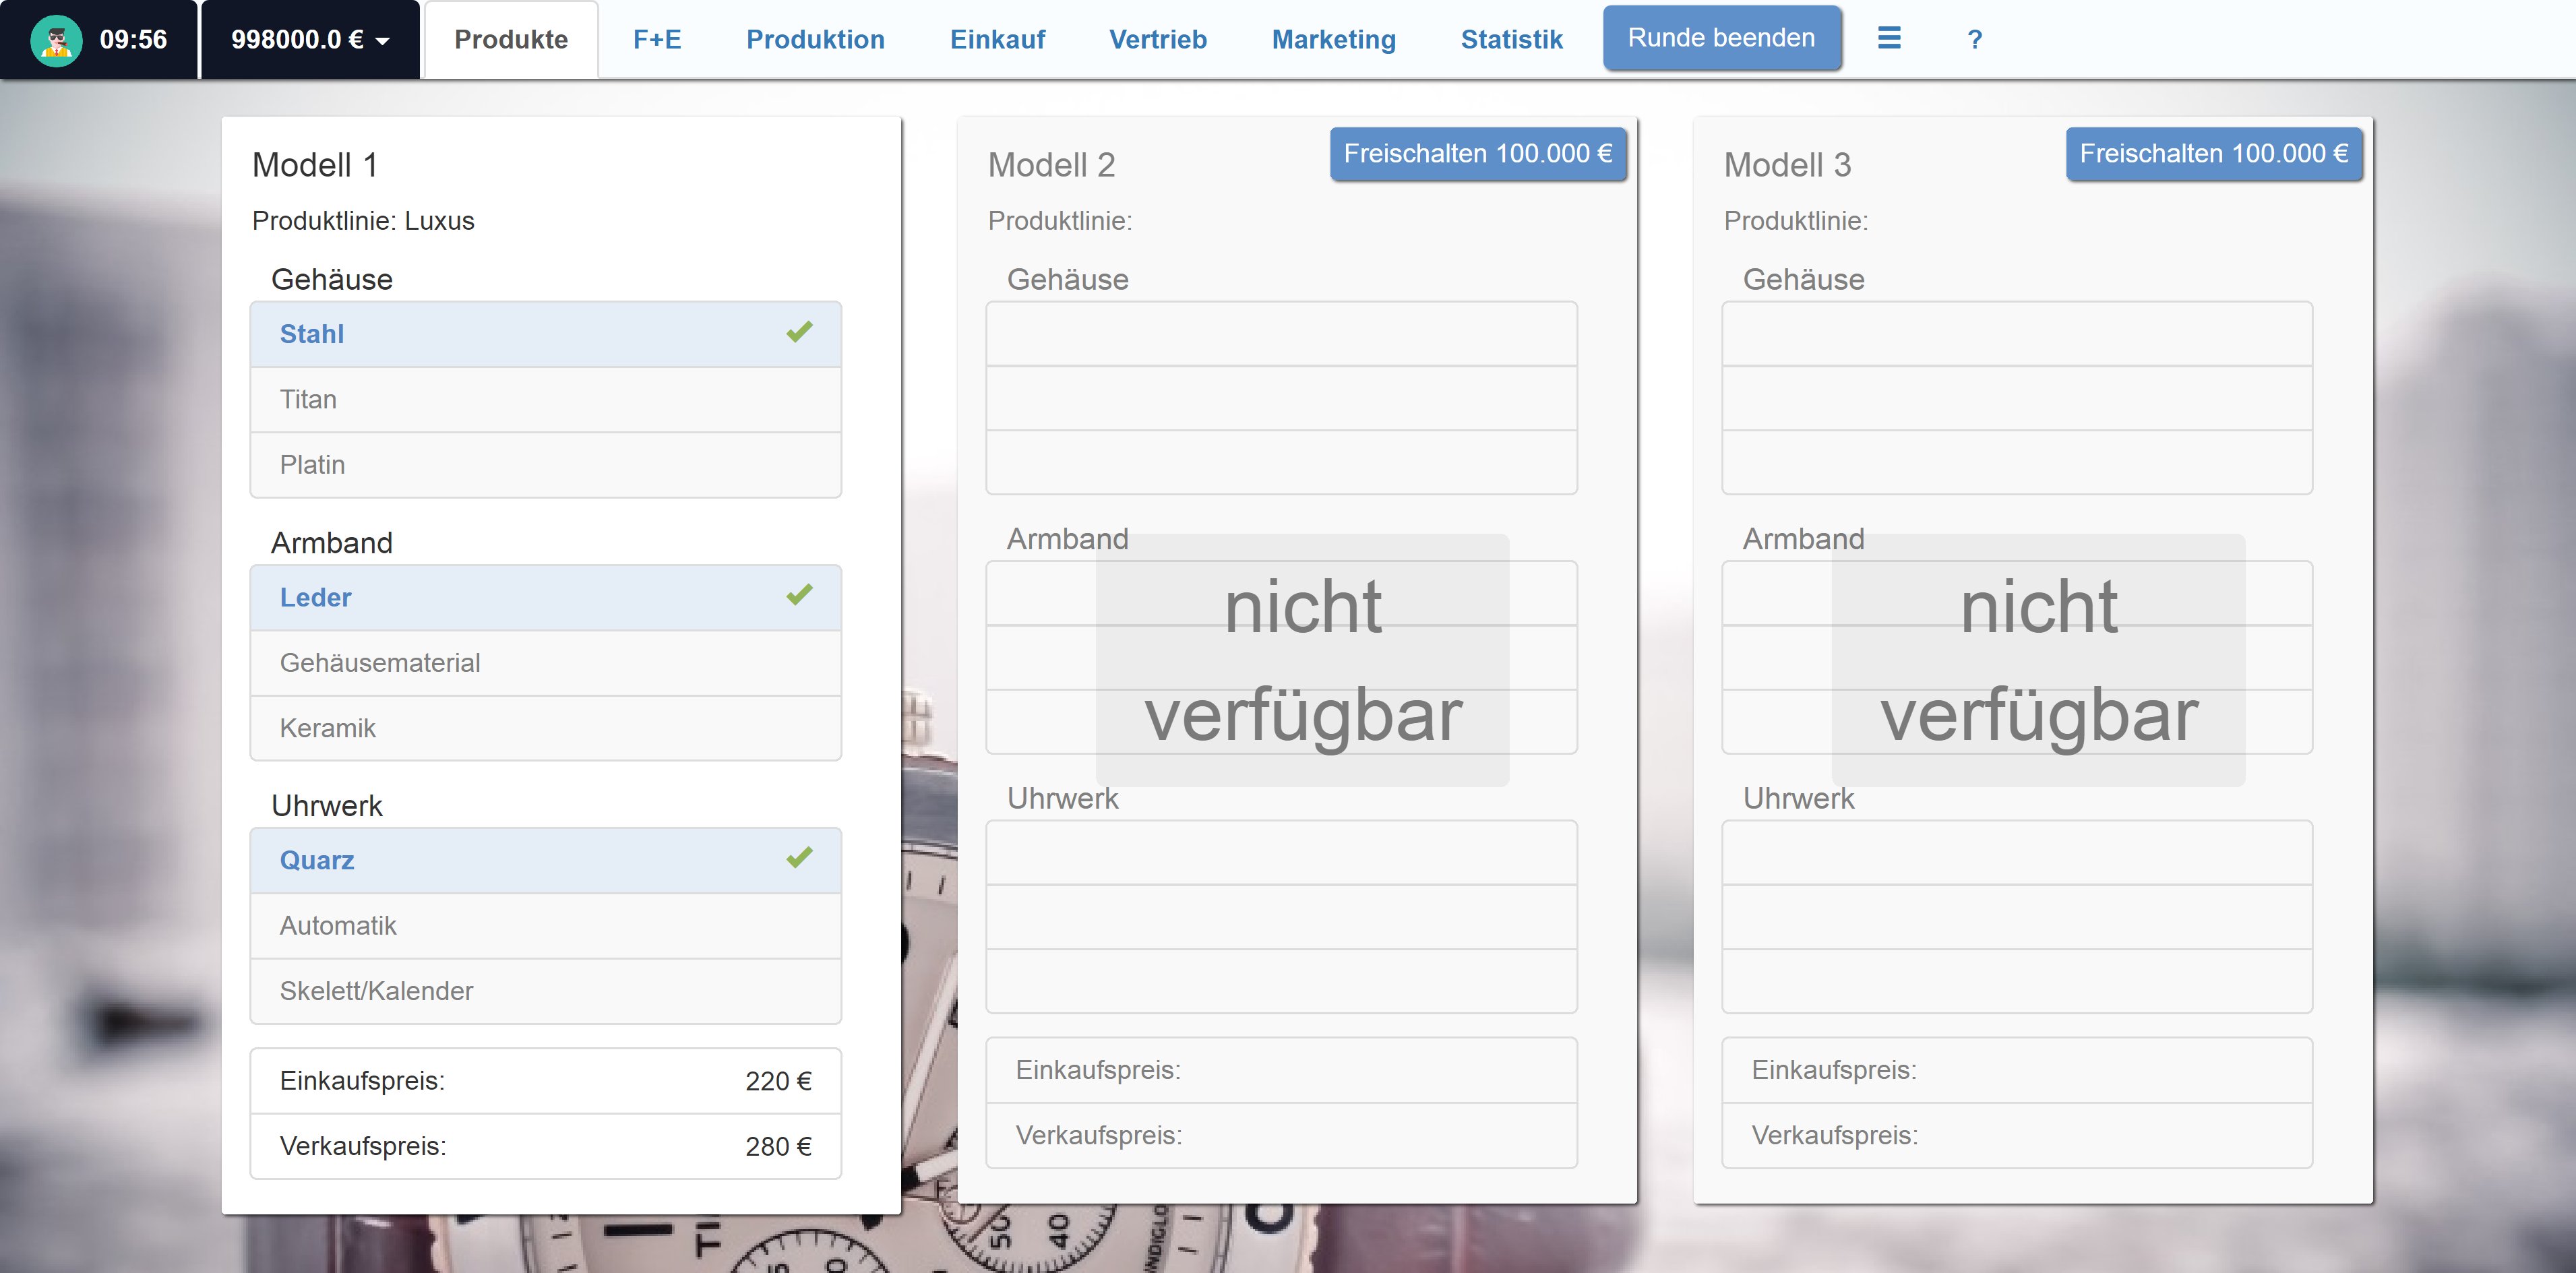 09:56
998000.0 €
Produkte
F+E
Produktion
Einkauf
Vertrieb
Marketing
Statistik
Runde beenden
?
Modell 1
Produktlinie: Luxus
Gehäuse
Stahl
Titan
Platin
Armband
Leder
Gehäusematerial
Keramik
Uhrwerk
Quarz
Automatik
Skelett/Kalender
Einkaufspreis: 220 €
Verkaufspreis: 280 €
Modell 2
Freischalten 100.000 €
Produktlinie:
Gehäuse
Armband
nicht
verfügbar
Uhrwerk
Einkaufspreis:
Verkaufspreis:
Modell 3
Freischalten 100.000 €
Produktlinie:
Gehäuse
Armband
nicht
verfügbar
Uhrwerk
Einkaufspreis:
Verkaufspreis:
50
40